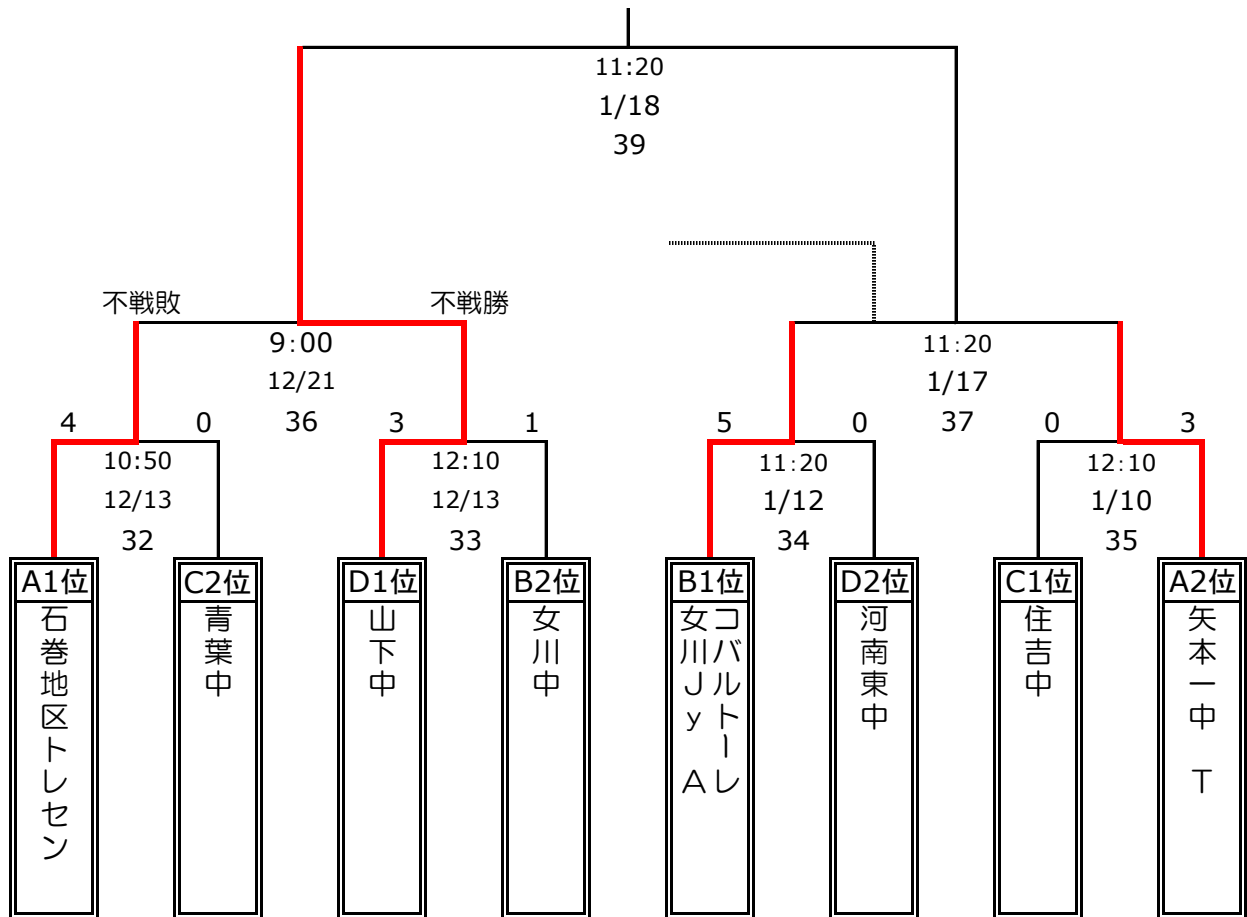 11:20
1/18
39
不戦敗
不戦勝
9:00
12/21
36
11:20
1/17
37
4
0
3
1
5
0
0
3
10:50
12/13
32
12:10
12/13
33
11:20
1/12
34
12:10
1/10
35
A1位
石巻地区トレセン
C2位
青葉中
D1位
山下中
B2位
女川中
B1位
コバルトーレ
女川Jy A
D2位
河南東中
C1位
住吉中
A2位
矢本一中 T